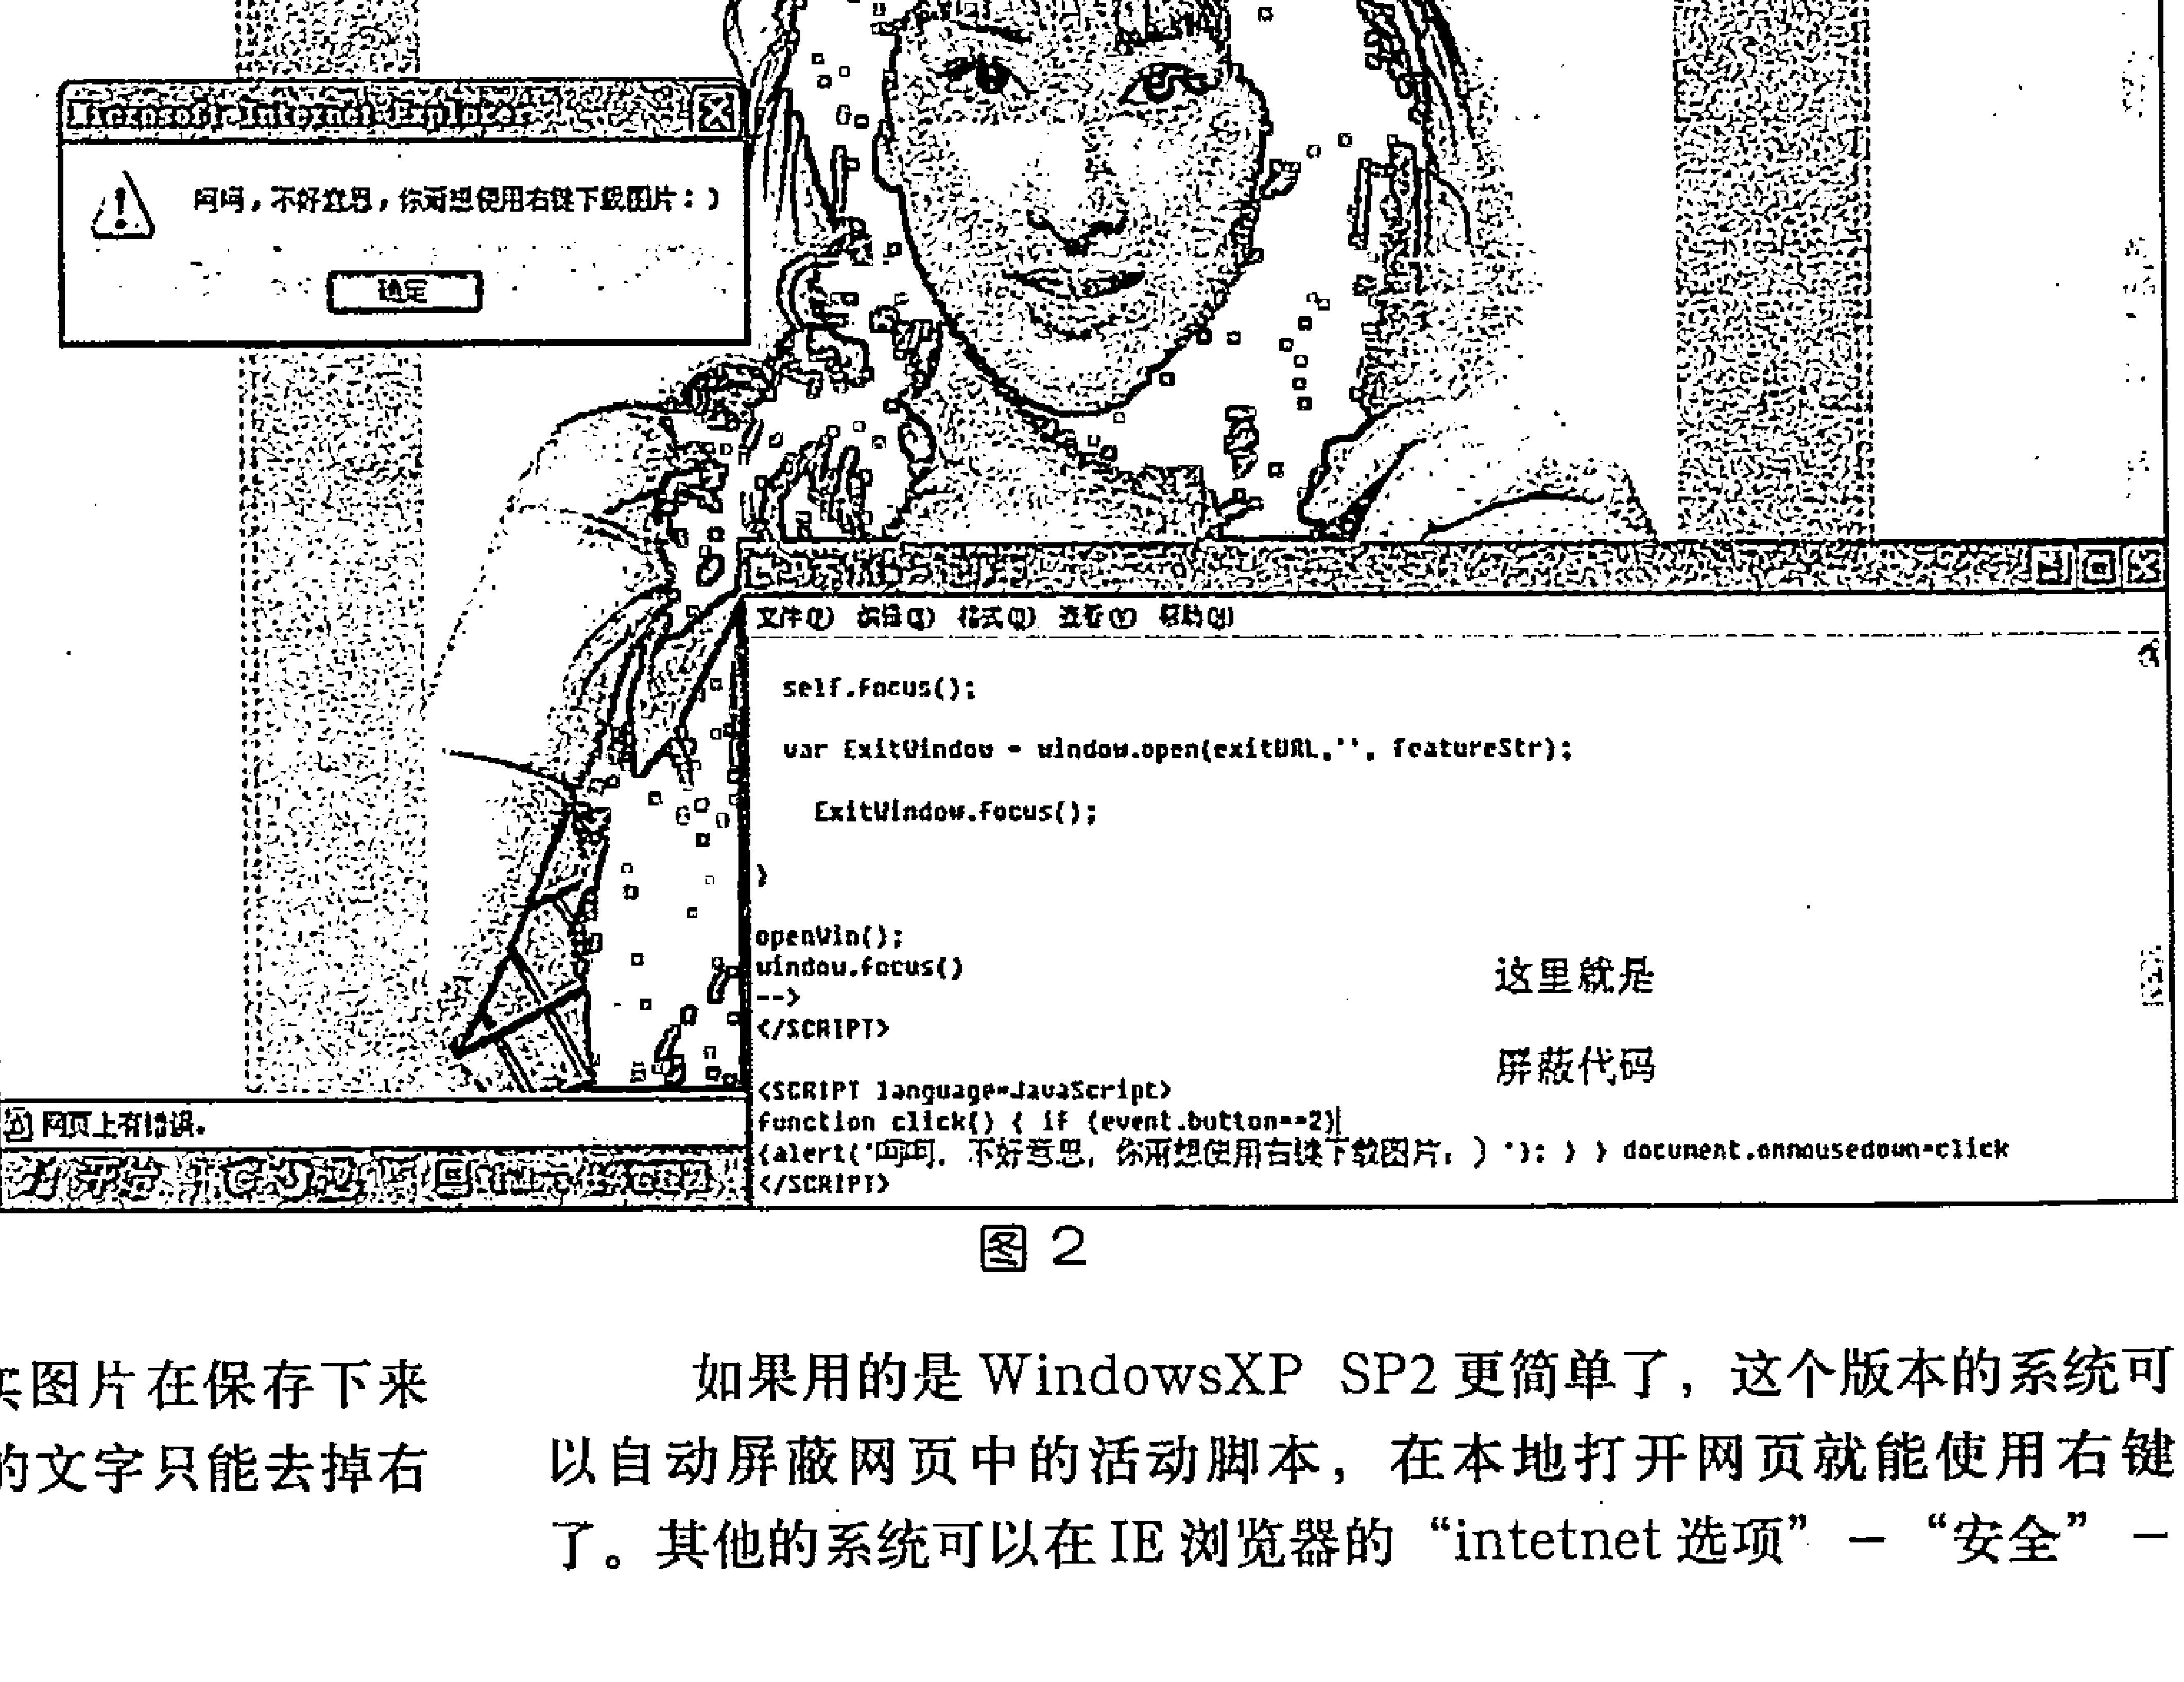 Microsoft Internet Explorer
呵呵，不好意思，你可想使用右键下载图片：)
确定
文件(F) 编辑(E) 格式(O) 查看(V) 帮助(H)
self.focus();
var ExitWindow = window.open(exitURL,'', featureStr);
ExitWindow.focus();
}
openWin();
window.focus()
-->
</SCRIPT>
<SCRIPT language=JavaScript>
function click() { if (event.button==2)
{alert('呵呵，不好意思，你可想使用右键下载图片：) '); } } document.onmousedown=click
</SCRIPT>
这里就是
屏蔽代码
网页上有错误。
开始
图 2
图片在保存下来
的文字只能去掉右
如果用的是 WindowsXP SP2 更简单了，这个版本的系统可
以自动屏蔽网页中的活动脚本，在本地打开网页就能使用右键
了。其他的系统可以在 IE 浏览器的“intetnet 选项” － “安全” －